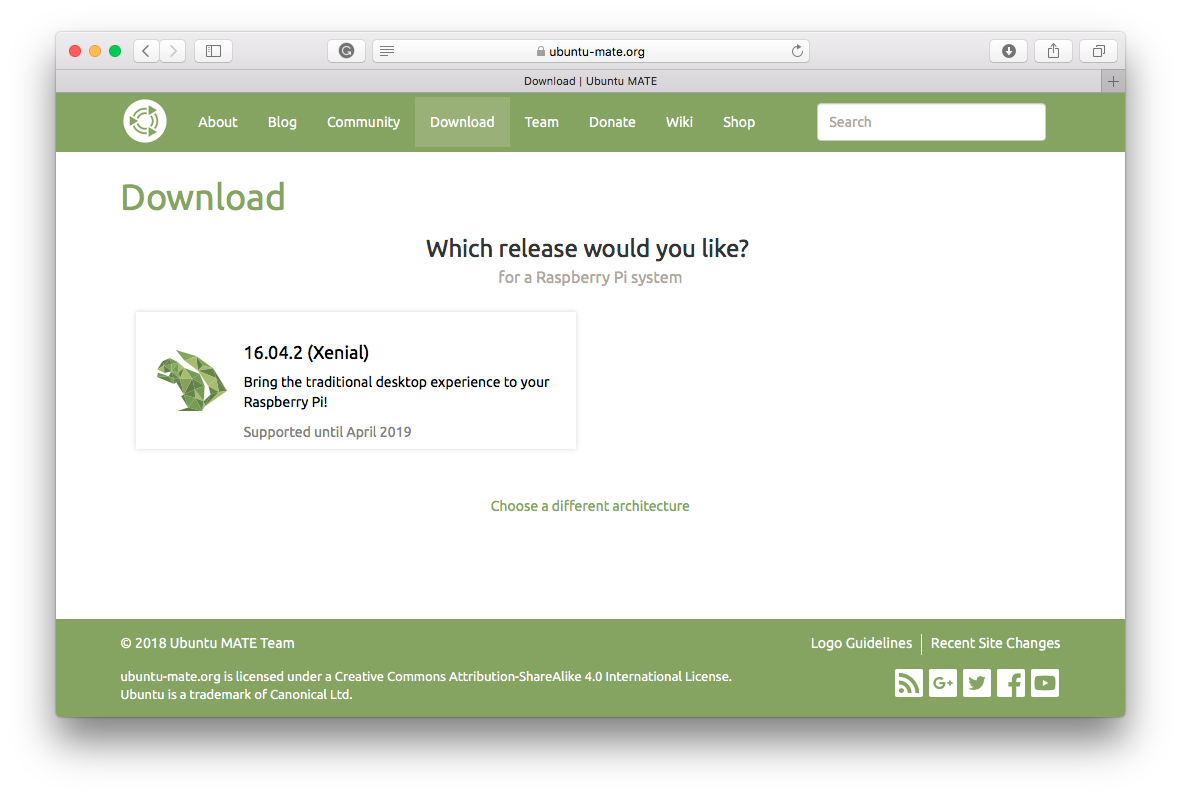 ubuntu-mate.org
Download | Ubuntu MATE
About Blog Community Download Team Donate Wiki Shop Search
Download
Which release would you like?
for a Raspberry Pi system
16.04.2 (Xenial)
Bring the traditional desktop experience to your
Raspberry Pi!
Supported until April 2019
Choose a different architecture
© 2018 Ubuntu MATE Team
Logo Guidelines Recent Site Changes
ubuntu-mate.org is licensed under a Creative Commons Attribution-ShareAlike 4.0 International License.
Ubuntu is a trademark of Canonical Ltd.
G+